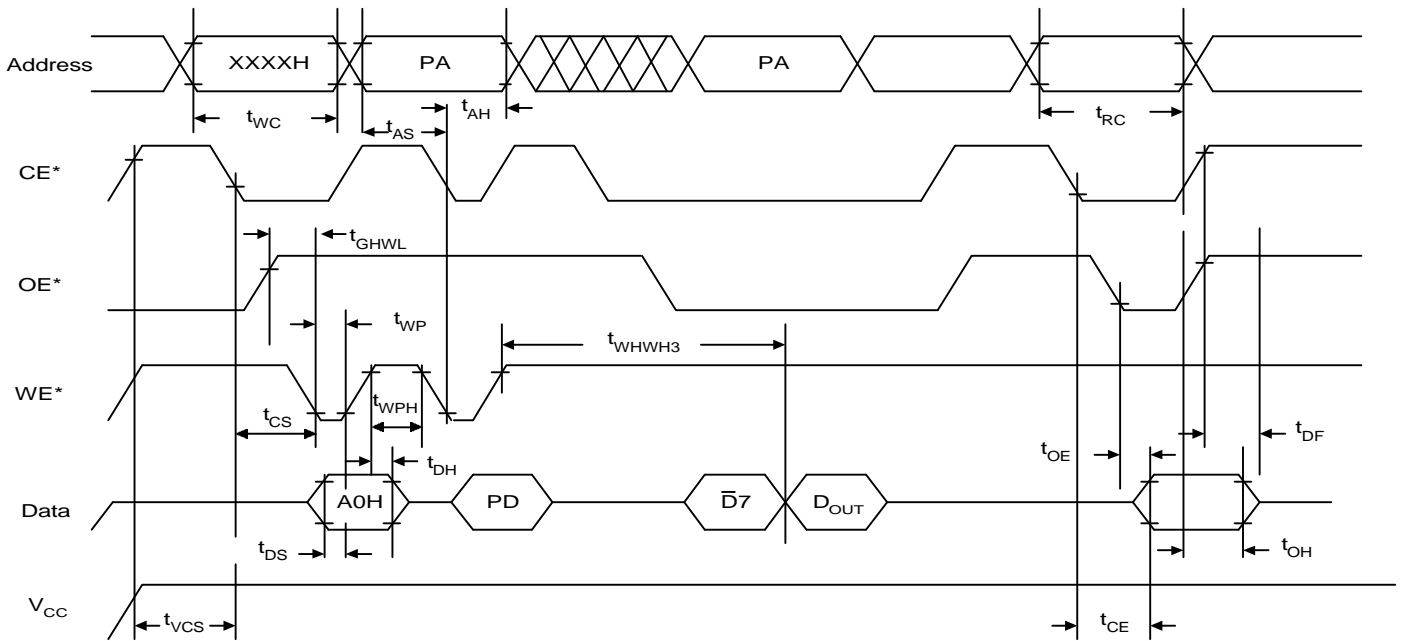 Address
XXXXH
PA
PA
tWC
tAS
tAH
tRC
CE*
tGHWL
OE*
tWP
tWHWH3
WE*
tCS
tWPH
tDH
tOE
tDF
Data
A0H
PD
D̅7
DOUT
tDS
tOH
VCC
tVCS
tCE